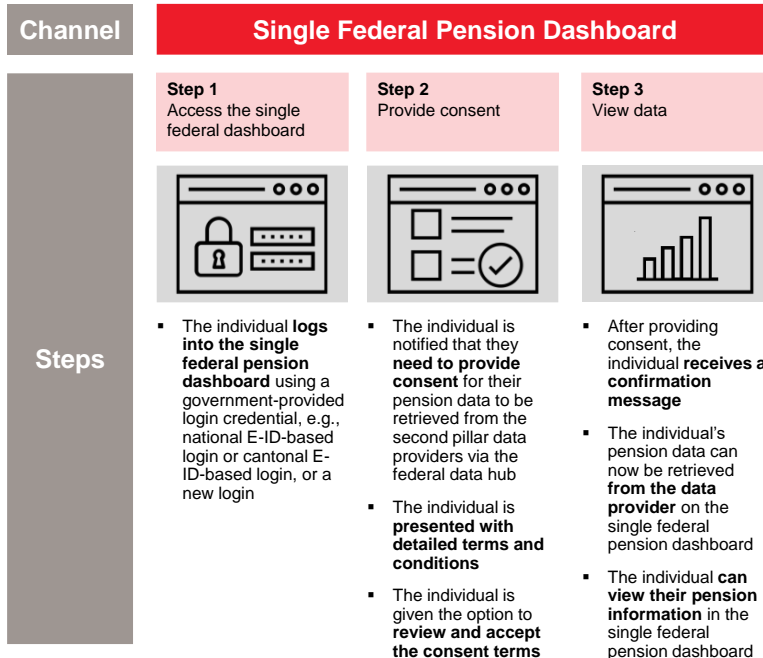 Channel
Single Federal Pension Dashboard
Steps
Step 1
Access the single
federal dashboard
▪ The individual logs
into the single
federal pension
dashboard using a
government-provided
login credential, e.g.,
national E-ID-based
login or cantonal E-
ID-based login, or a
new login
Step 2
Provide consent
▪ The individual is
notified that they
need to provide
consent for their
pension data to be
retrieved from the
second pillar data
providers via the
federal data hub
▪ The individual is
presented with
detailed terms and
conditions
▪ The individual is
given the option to
review and accept
the consent terms
Step 3
View data
▪ After providing
consent, the
individual receives a
confirmation
message
▪ The individual's
pension data can
now be retrieved
from the data
provider on the
single federal
pension dashboard
▪ The individual can
view their pension
information in the
single federal
pension dashboard